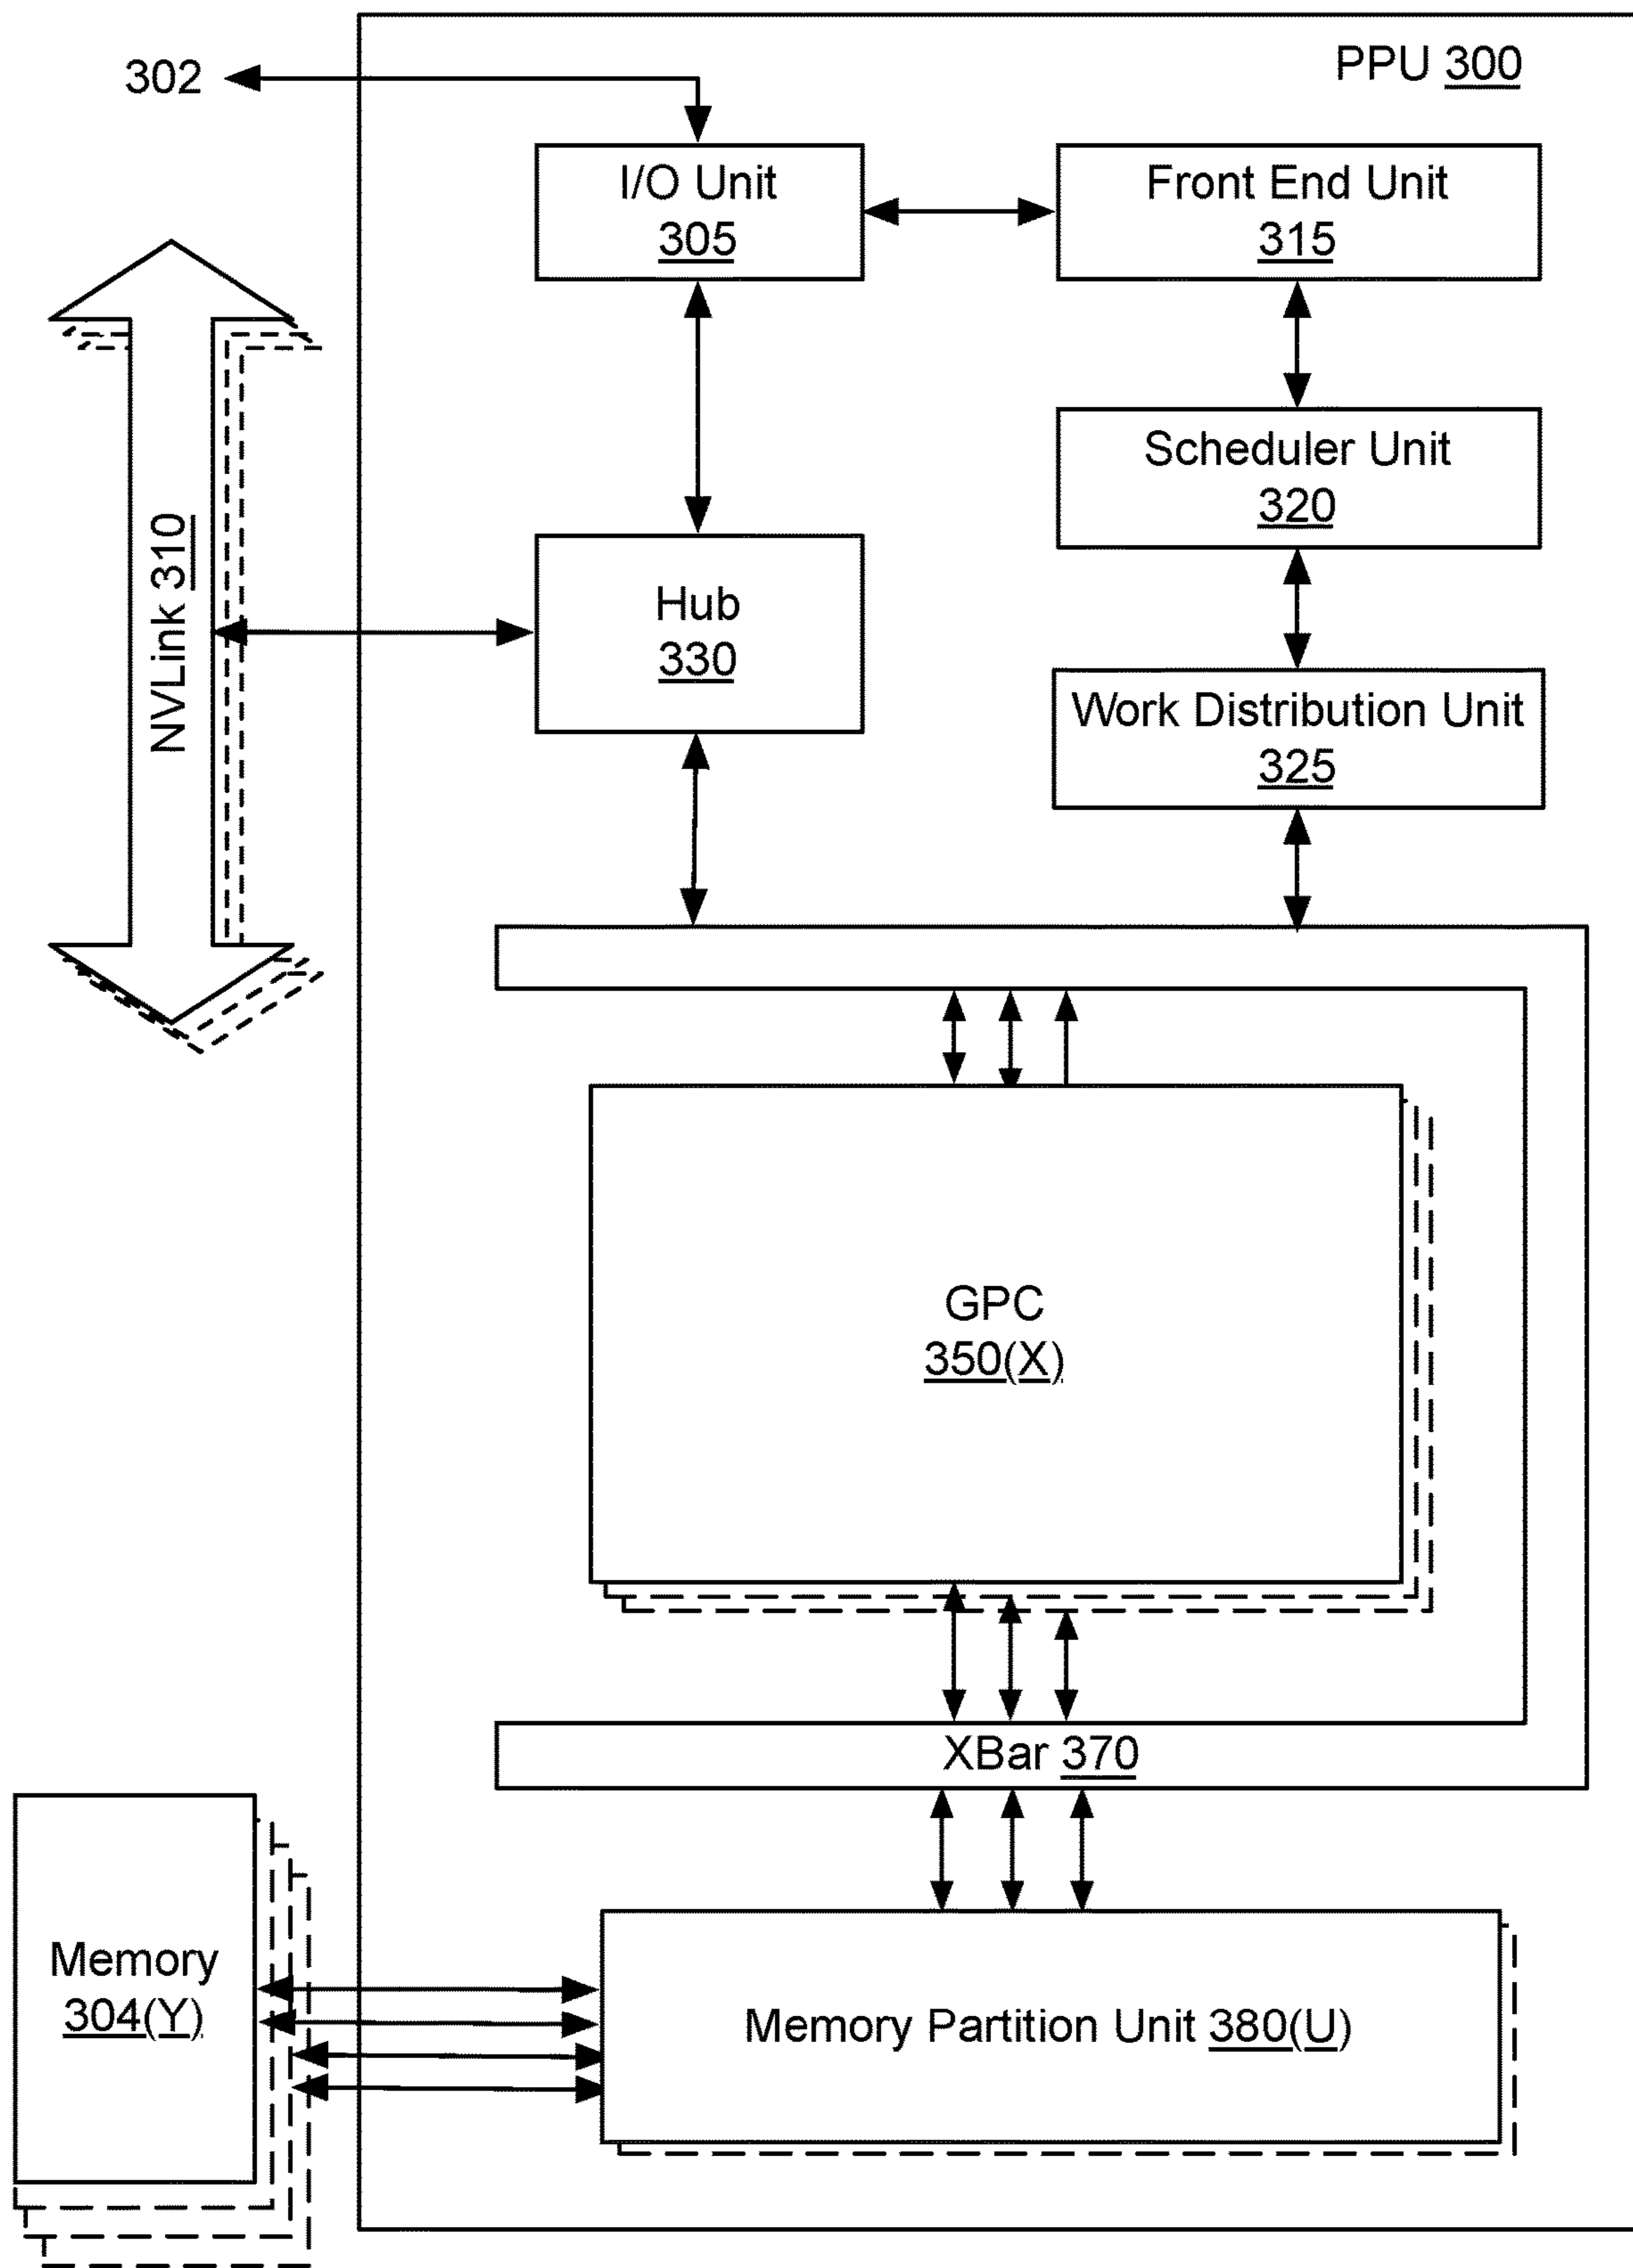 PPU 300
302
I/O Unit
305
Front End Unit
315
Scheduler Unit
320
NVLink 310
Hub
330
Work Distribution Unit
325
GPC
350(X)
XBar 370
Memory
304(Y)
Memory Partition Unit 380(U)